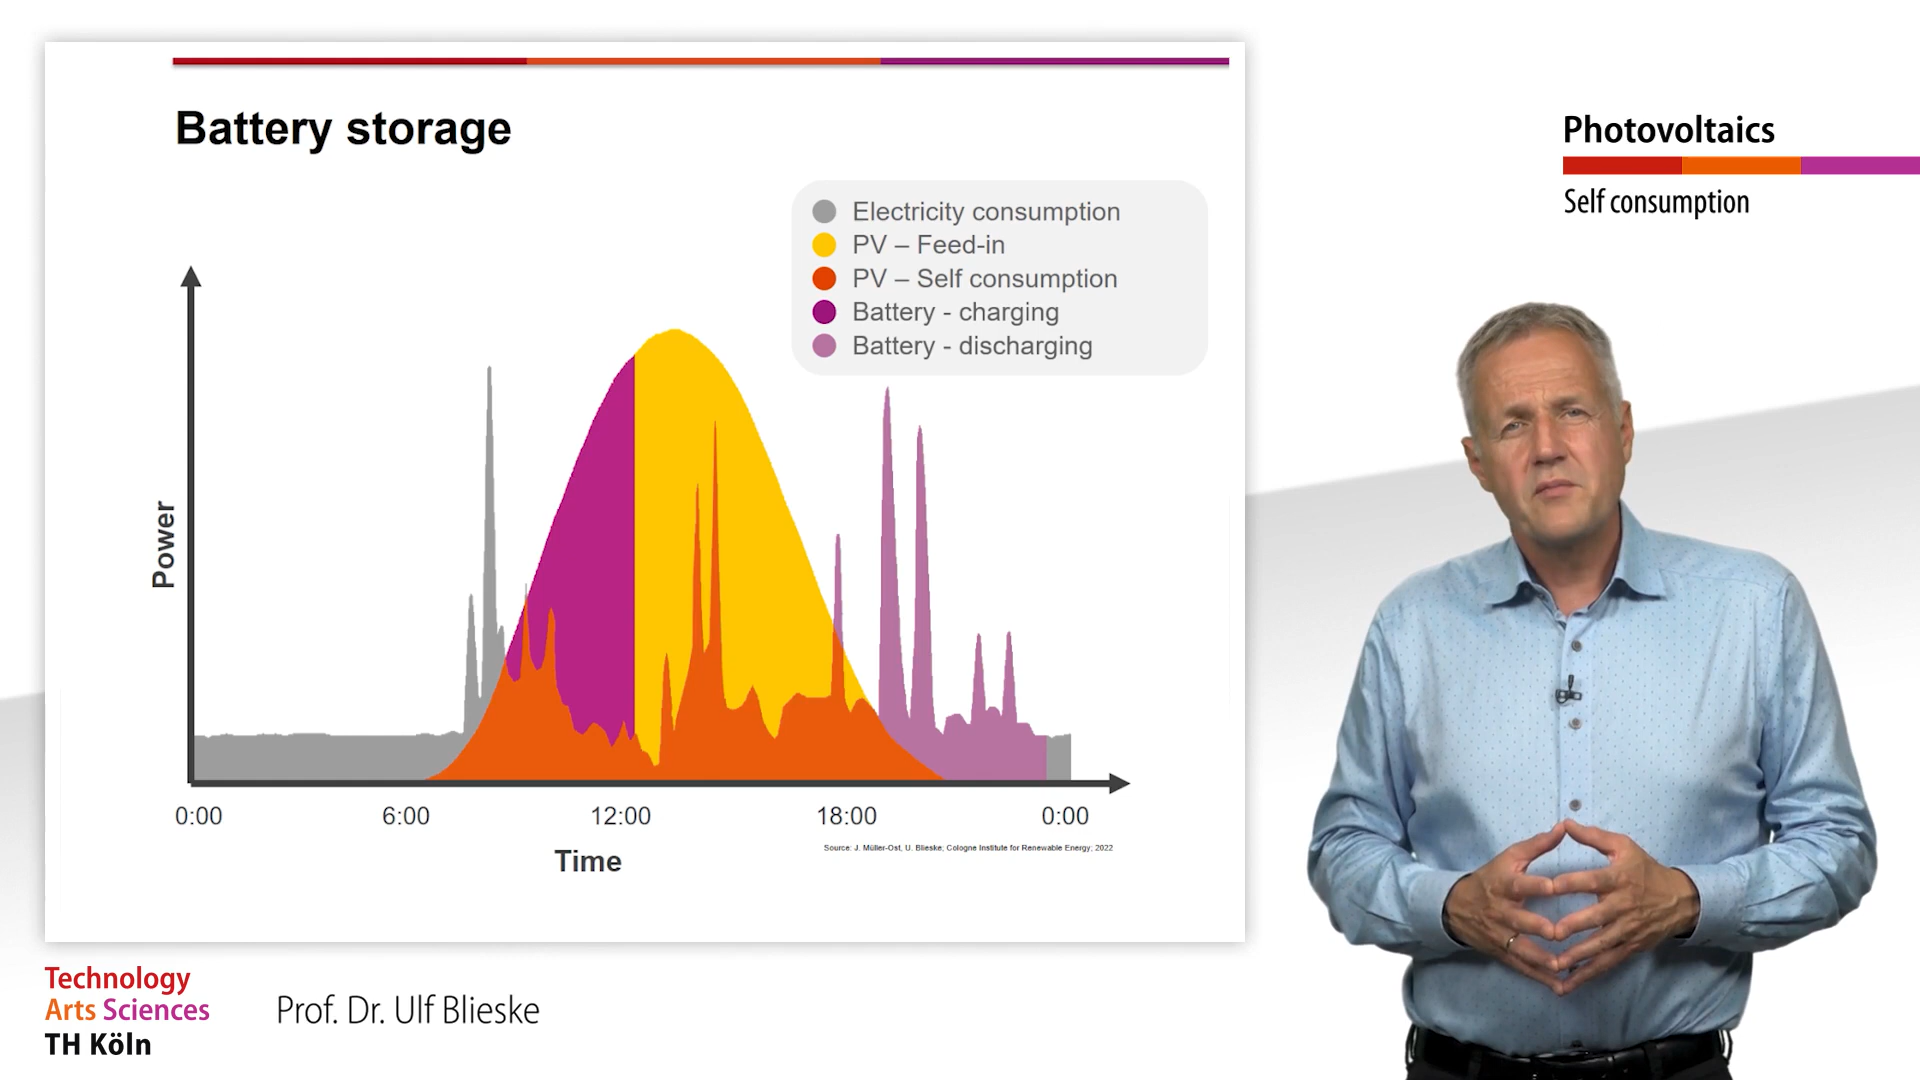 Battery storage
Electricity consumption
PV – Feed-in
PV – Self consumption
Battery - charging
Battery - discharging
Power
0:00
6:00
12:00
18:00
0:00
Time
Source: J. Müller-Ost, U. Blieske; Cologne Institute for Renewable Energy; 2022
Photovoltaics
Self consumption
Technology
Arts Sciences
TH Köln
Prof. Dr. Ulf Blieske